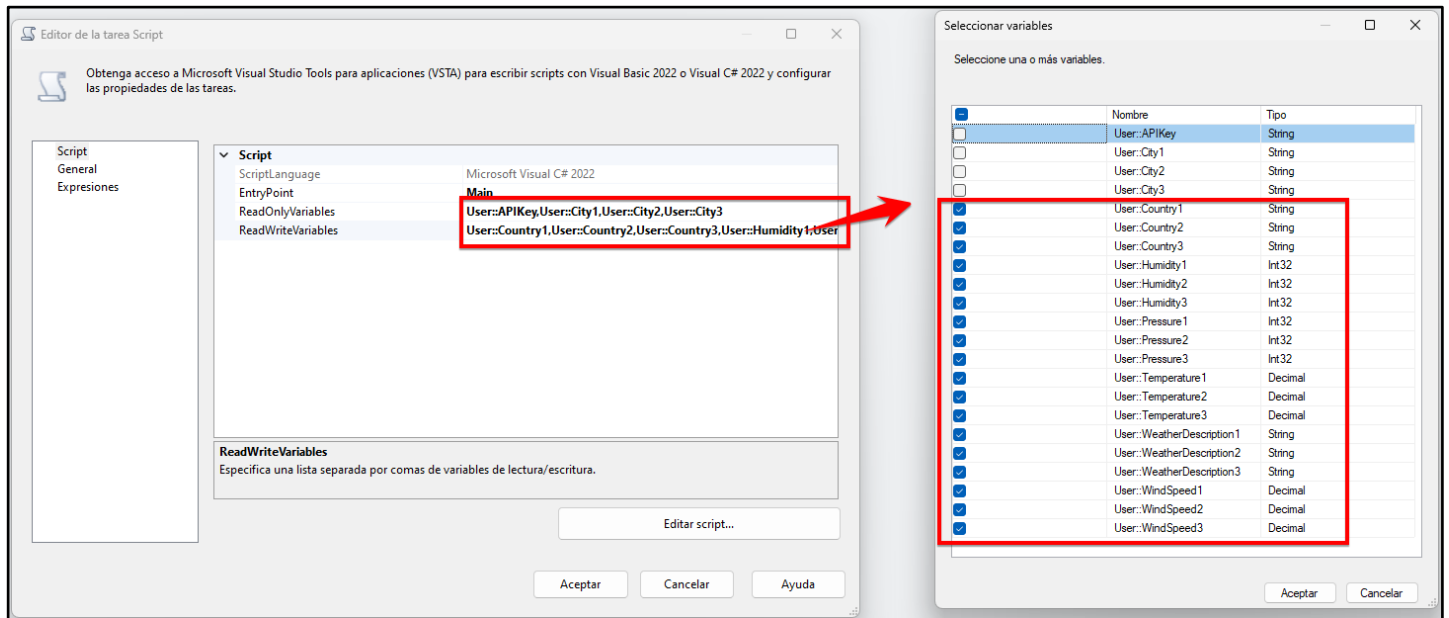 Editor de la tarea Script
Obtenga acceso a Microsoft Visual Studio Tools para aplicaciones (VSTA) para escribir scripts con Visual Basic 2022 o Visual C# 2022 y configurar
las propiedades de las tareas.
Script
General
Expresiones
Script
ScriptLanguage Microsoft Visual C# 2022
EntryPoint Main
ReadOnlyVariables User::APIKey,User::City1,User::City2,User::City3
ReadWriteVariables User::Country1,User::Country2,User::Country3,User::Humidity1,User
ReadWriteVariables
Especifica una lista separada por comas de variables de lectura/escritura.
Editar script...
Aceptar Cancelar Ayuda
Seleccionar variables
Seleccione una o más variables.
Nombre Tipo
User::APIKey String
User::City1 String
User::City2 String
User::City3 String
User::Country1 String
User::Country2 String
User::Country3 String
User::Humidity1 Int32
User::Humidity2 Int32
User::Humidity3 Int32
User::Pressure1 Int32
User::Pressure2 Int32
User::Pressure3 Int32
User::Temperature1 Decimal
User::Temperature2 Decimal
User::Temperature3 Decimal
User::WeatherDescription1 String
User::WeatherDescription2 String
User::WeatherDescription3 String
User::WindSpeed1 Decimal
User::WindSpeed2 Decimal
User::WindSpeed3 Decimal
Aceptar Cancelar